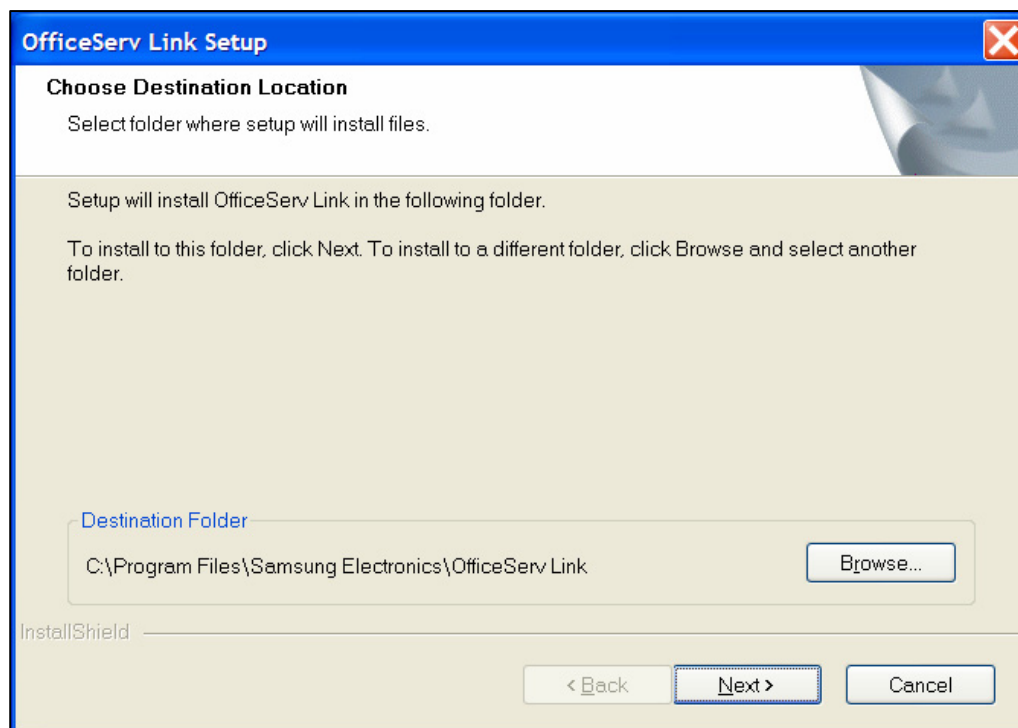 OfficeServ Link Setup
Choose Destination Location
Select folder where setup will install files.
Setup will install OfficeServ Link in the following folder.
To install to this folder, click Next. To install to a different folder, click Browse and select another
folder.
Destination Folder
C:\Program Files\Samsung Electronics\OfficeServ Link
Browse...
InstallShield
< Back
Next >
Cancel